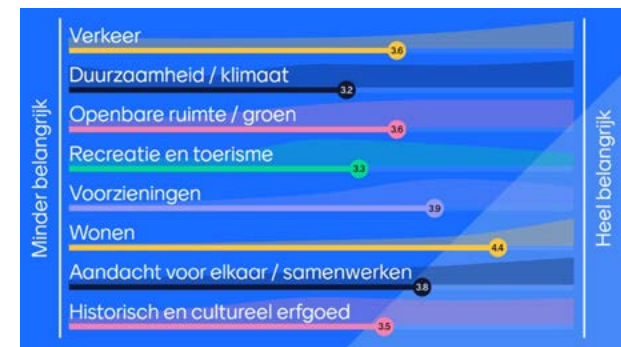 Minder belangrijk
Verkeer
3.6
Duurzaamheid / klimaat
3.2
Openbare ruimte / groen
3.6
Recreatie en toerisme
3.3
Voorzieningen
3.9
Wonen
4.4
Aandacht voor elkaar / samenwerken
3.8
Historisch en cultureel erfgoed
3.5
Heel belangrijk